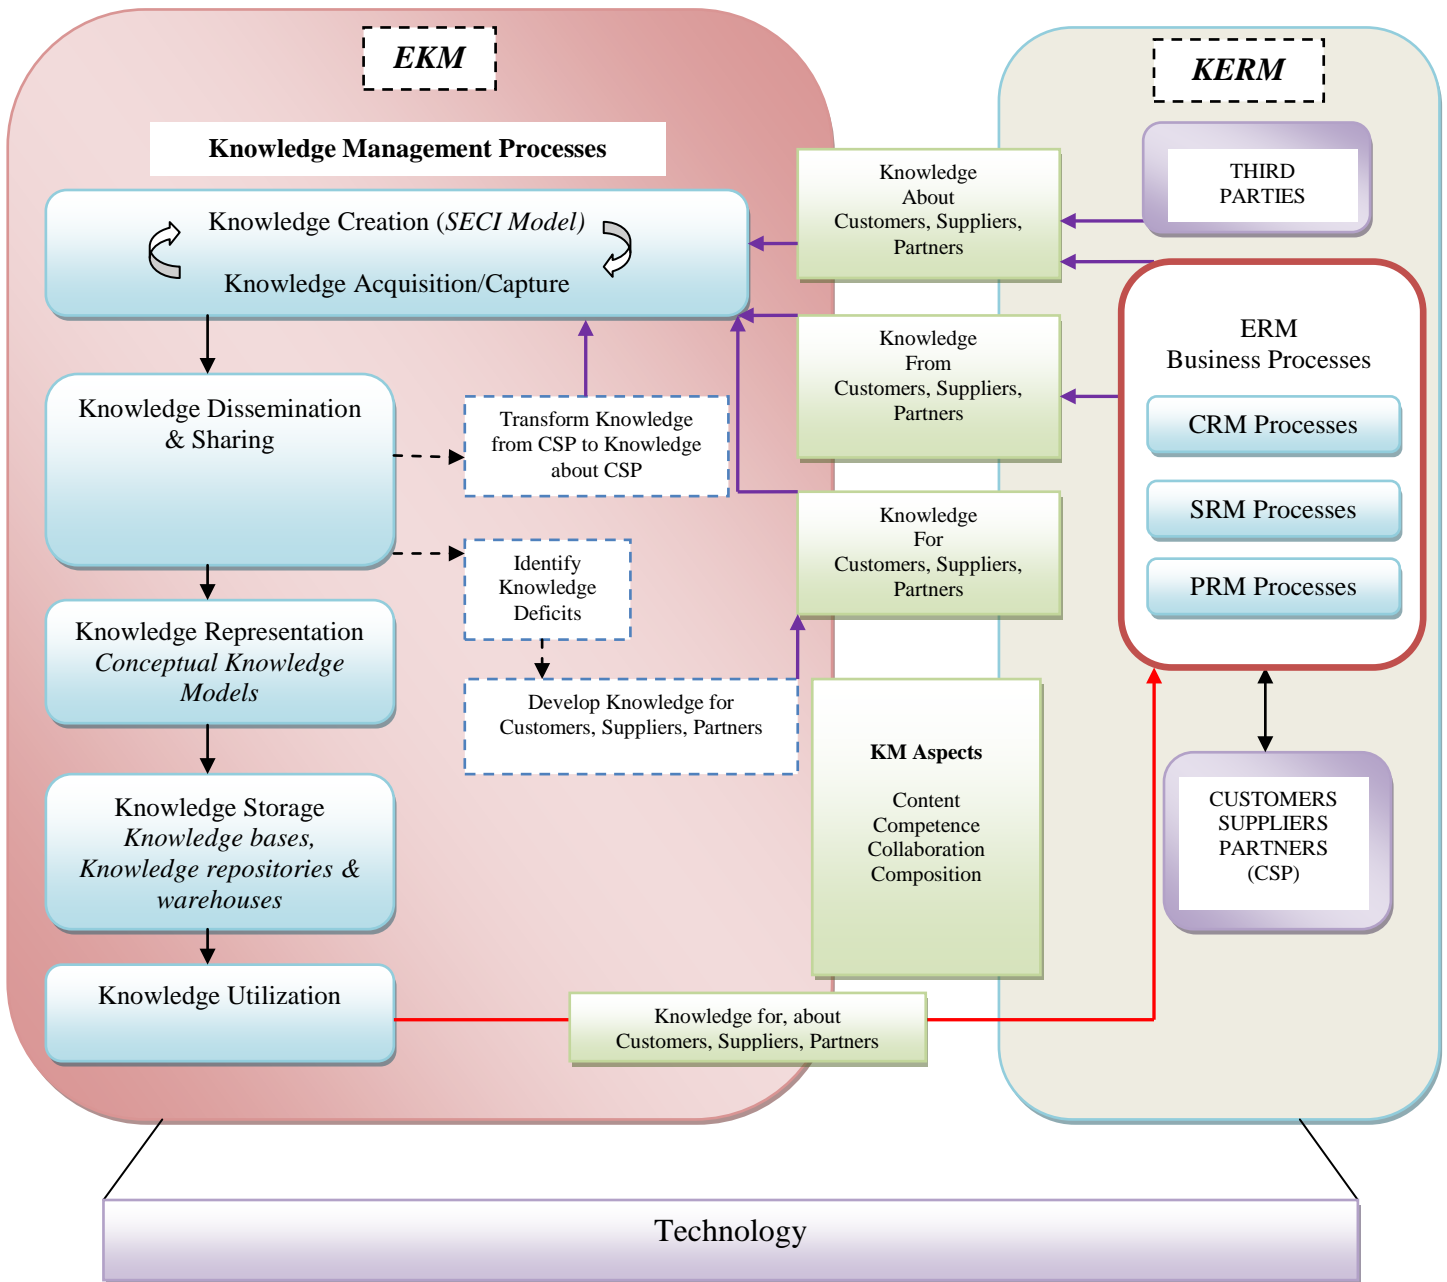 EKM
Knowledge Management Processes
Knowledge Creation (SECI Model)
Knowledge Acquisition/Capture
Knowledge Dissemination
& Sharing
Transform Knowledge
from CSP to Knowledge
about CSP
Identify
Knowledge
Deficits
Knowledge Representation
Conceptual Knowledge
Models
Develop Knowledge for
Customers, Suppliers, Partners
Knowledge Storage
Knowledge bases,
Knowledge repositories &
warehouses
Knowledge Utilization
Knowledge
About
Customers, Suppliers,
Partners
Knowledge
From
Customers, Suppliers,
Partners
Knowledge
For
Customers, Suppliers,
Partners
KM Aspects
Content
Competence
Collaboration
Composition
Knowledge for, about
Customers, Suppliers, Partners
KERM
THIRD
PARTIES
ERM
Business Processes
CRM Processes
SRM Processes
PRM Processes
CUSTOMERS
SUPPLIERS
PARTNERS
(CSP)
Technology